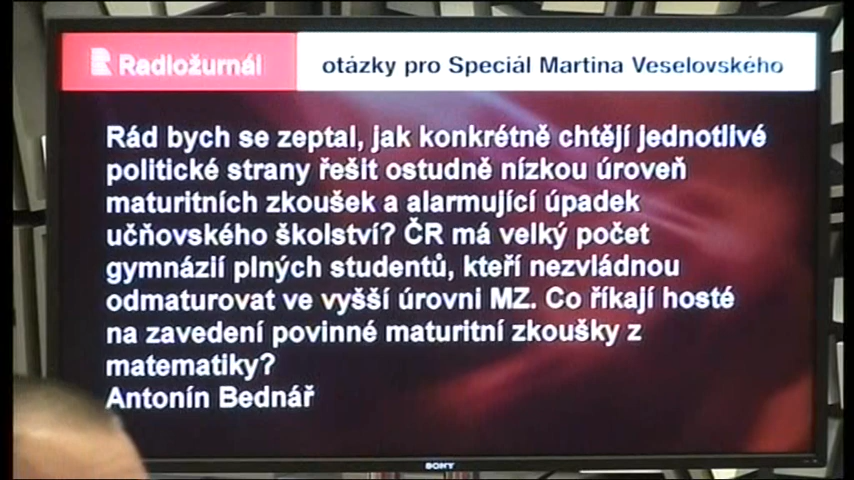 Radiožurnál
otázky pro Speciál Martina Veselovského
Rád bych se zeptal, jak konkrétně chtějí jednotlivé
politické strany řešit ostudně nízkou úroveň
maturitních zkoušek a alarmující úpadek
učňovského školství? ČR má velký počet
gymnázií plných studentů, kteří nezvládnou
odmaturovat ve vyšší úrovni MZ. Co říkají hosté
na zavedení povinné maturitní zkoušky z
matematiky?
Antonín Bednář
SONY